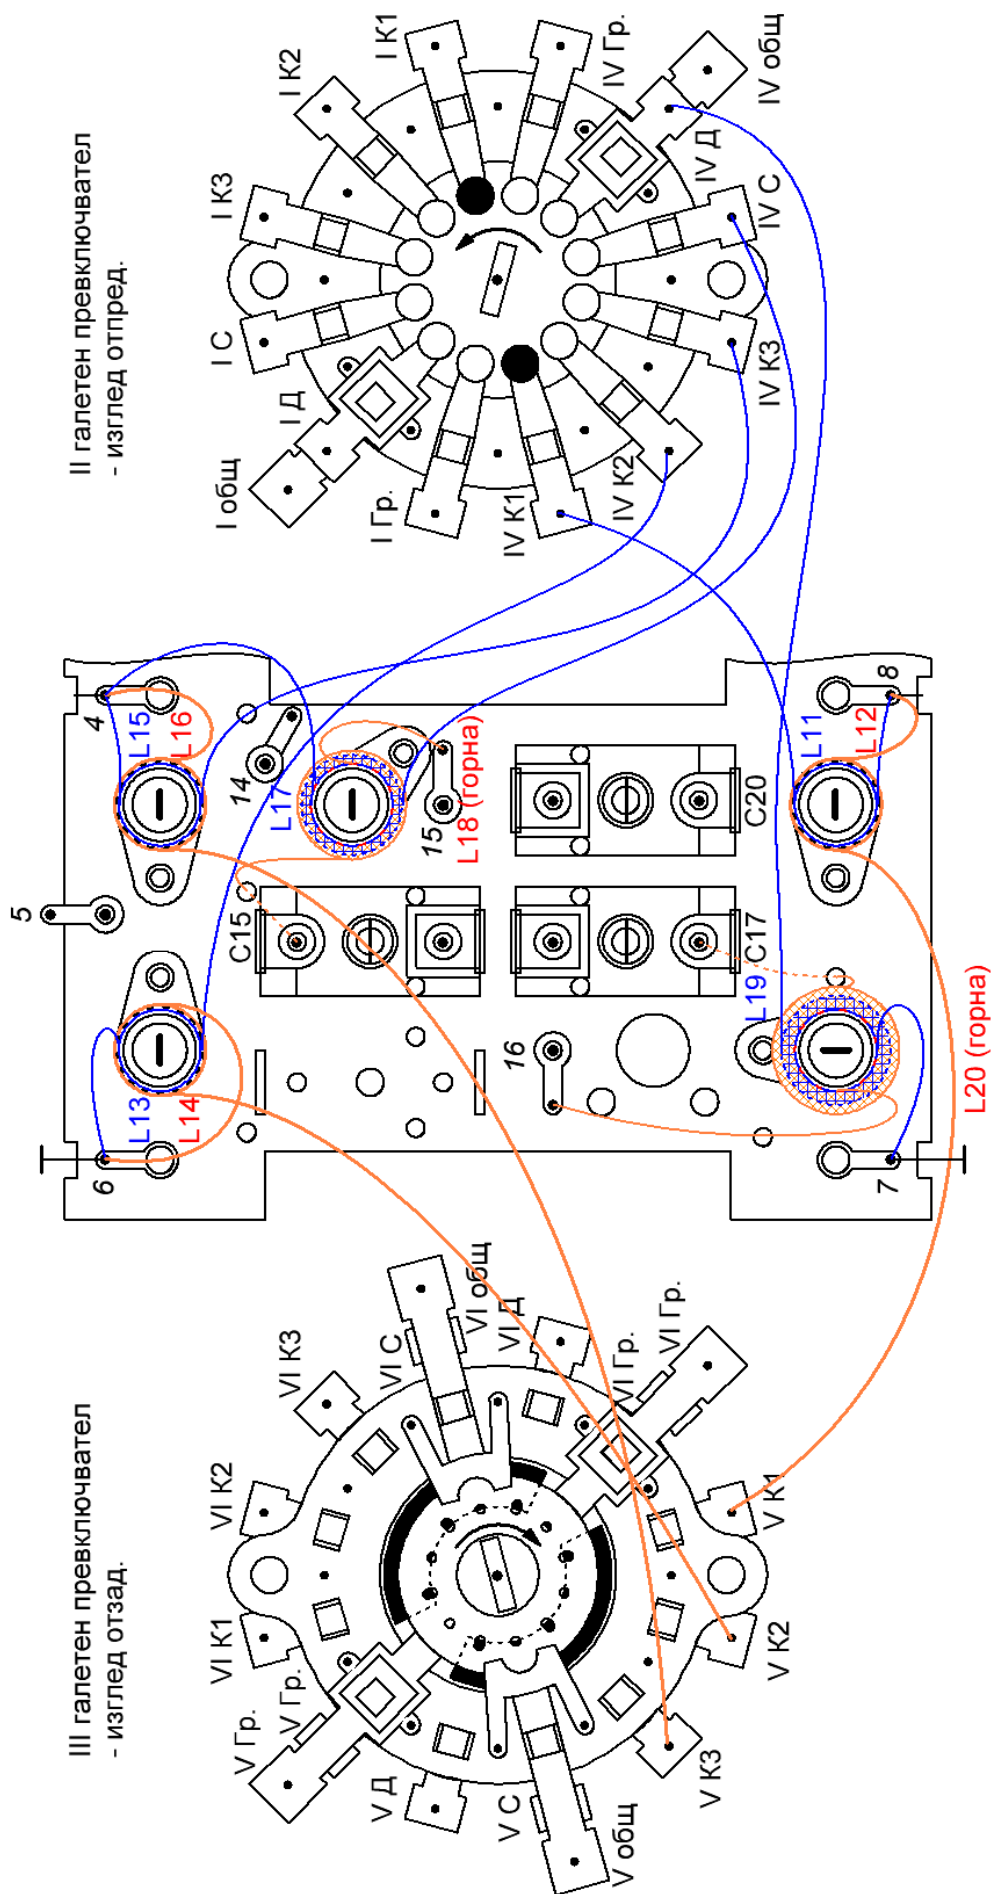 II галетен превключвател
- изглед отпред.
I общ
I Д
I С
I К3
I К2
I К1
I Гр.
IV К1
IV К2
IV К3
IV С
IV Д
IV Гр.
IV общ
4
L15
L16
14
L17
15
L18 (горна)
5
C15
C20
L11
L12
8
C17
L19
16
L13
L14
6
7
L20 (горна)
III галетен превключвател
- изглед отзад.
V Гр.
V Гр.
VI К1
VI К2
VI К3
VI С
VI общ
VI Д
VI Гр.
VI Гр.
V Д
V С
V общ
V К3
V К2
V К1